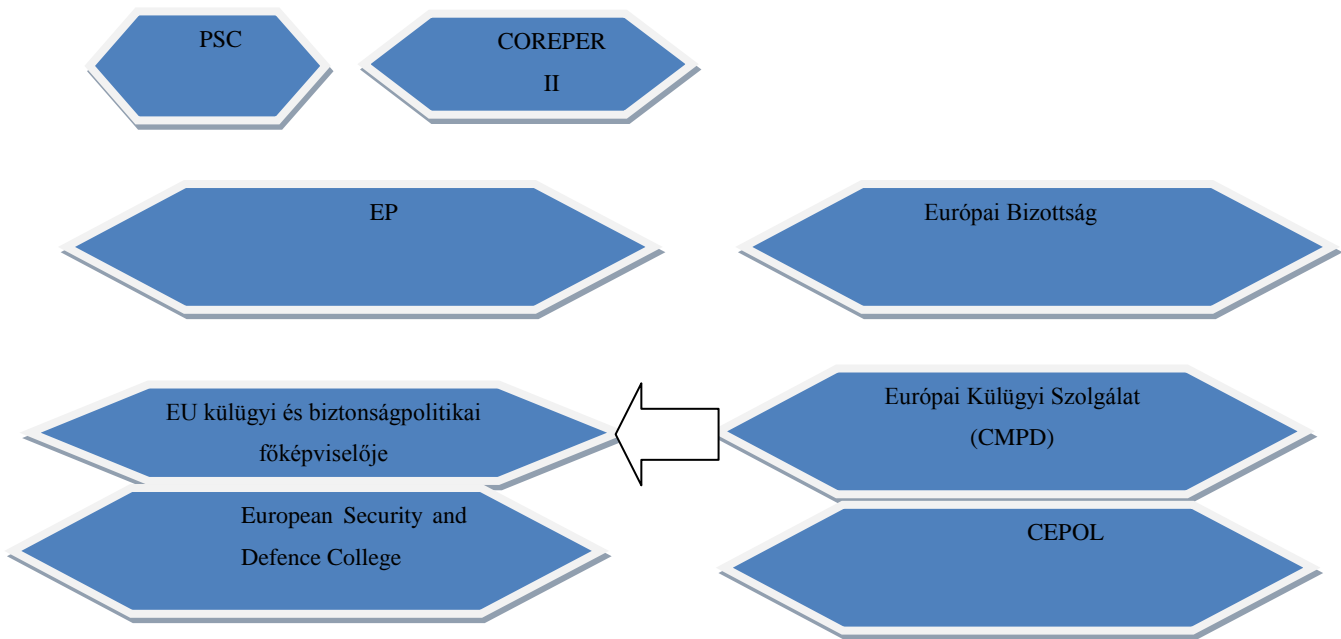 PSC
COREPER
II
EP
Európai Bizottság
EU külügyi és biztonságpolitikai
főképviselője
Európai Külügyi Szolgálat
(CMPD)
European Security and
Defence College
CEPOL